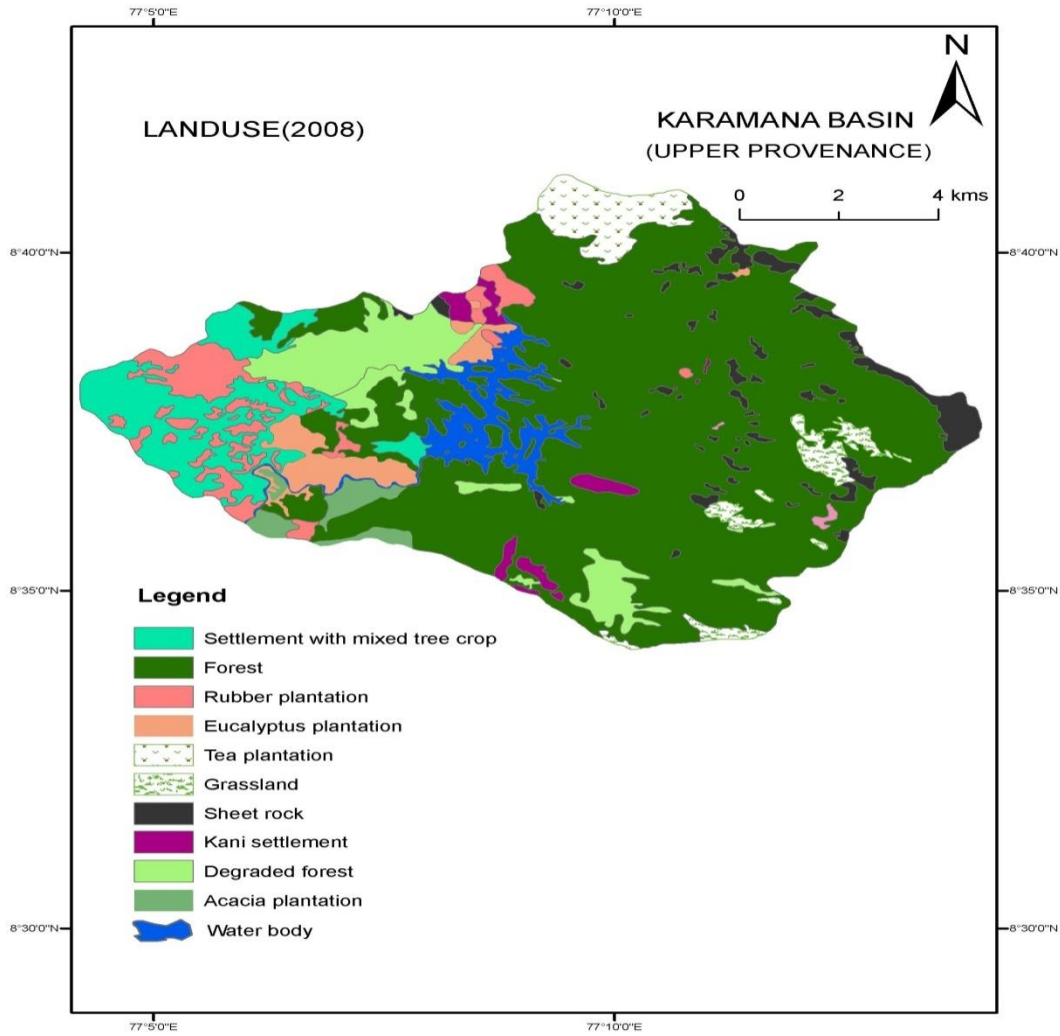 77°5'0"E 77°10'0"E
N
LANDUSE(2008)
KARAMANA BASIN
(UPPER PROVENANCE)
0 2 4 kms
8°40'0"N 8°40'0"N
8°35'0"N 8°35'0"N
Legend
Settlement with mixed tree crop
Forest
Rubber plantation
Eucalyptus plantation
Tea plantation
Grassland
Sheet rock
Kani settlement
Degraded forest
Acacia plantation
Water body
8°30'0"N 8°30'0"N
77°5'0"E 77°10'0"E